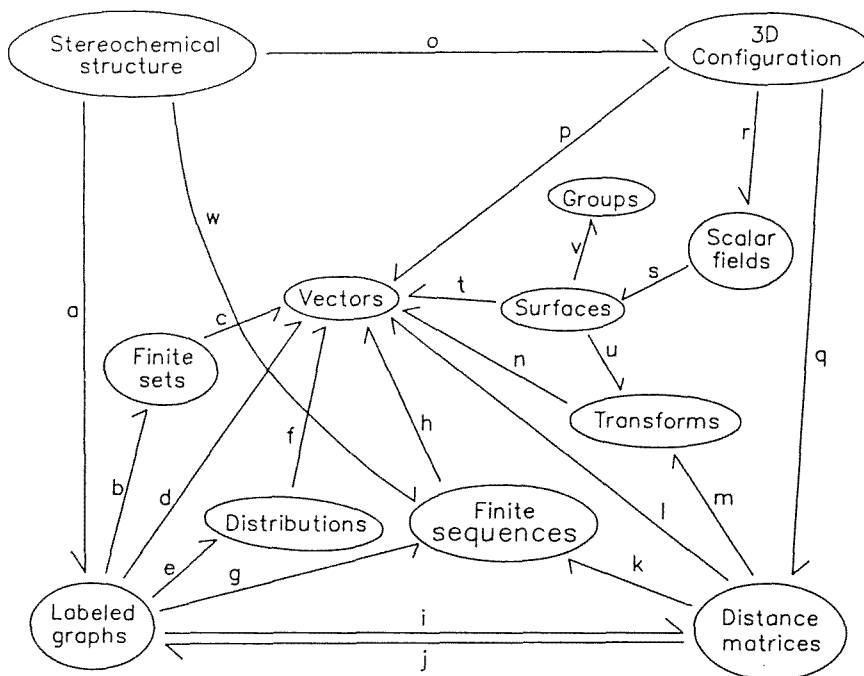 Stereochemical
structure
o
3D
Configuration
p
r
w
Groups
v
Scalar
fields
s
a
Vectors
t
Surfaces
c
u
q
n
Finite
sets
Transforms
f
h
b
d
l
m
Distributions
Finite
sequences
e
g
k
Labeled
graphs
i
j
Distance
matrices